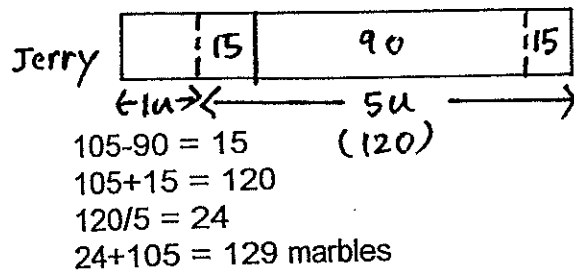 15 90 15
Jerry
1u 5u
(120)
105-90 = 15
105+15 = 120
120/5 = 24
24+105 = 129 marbles